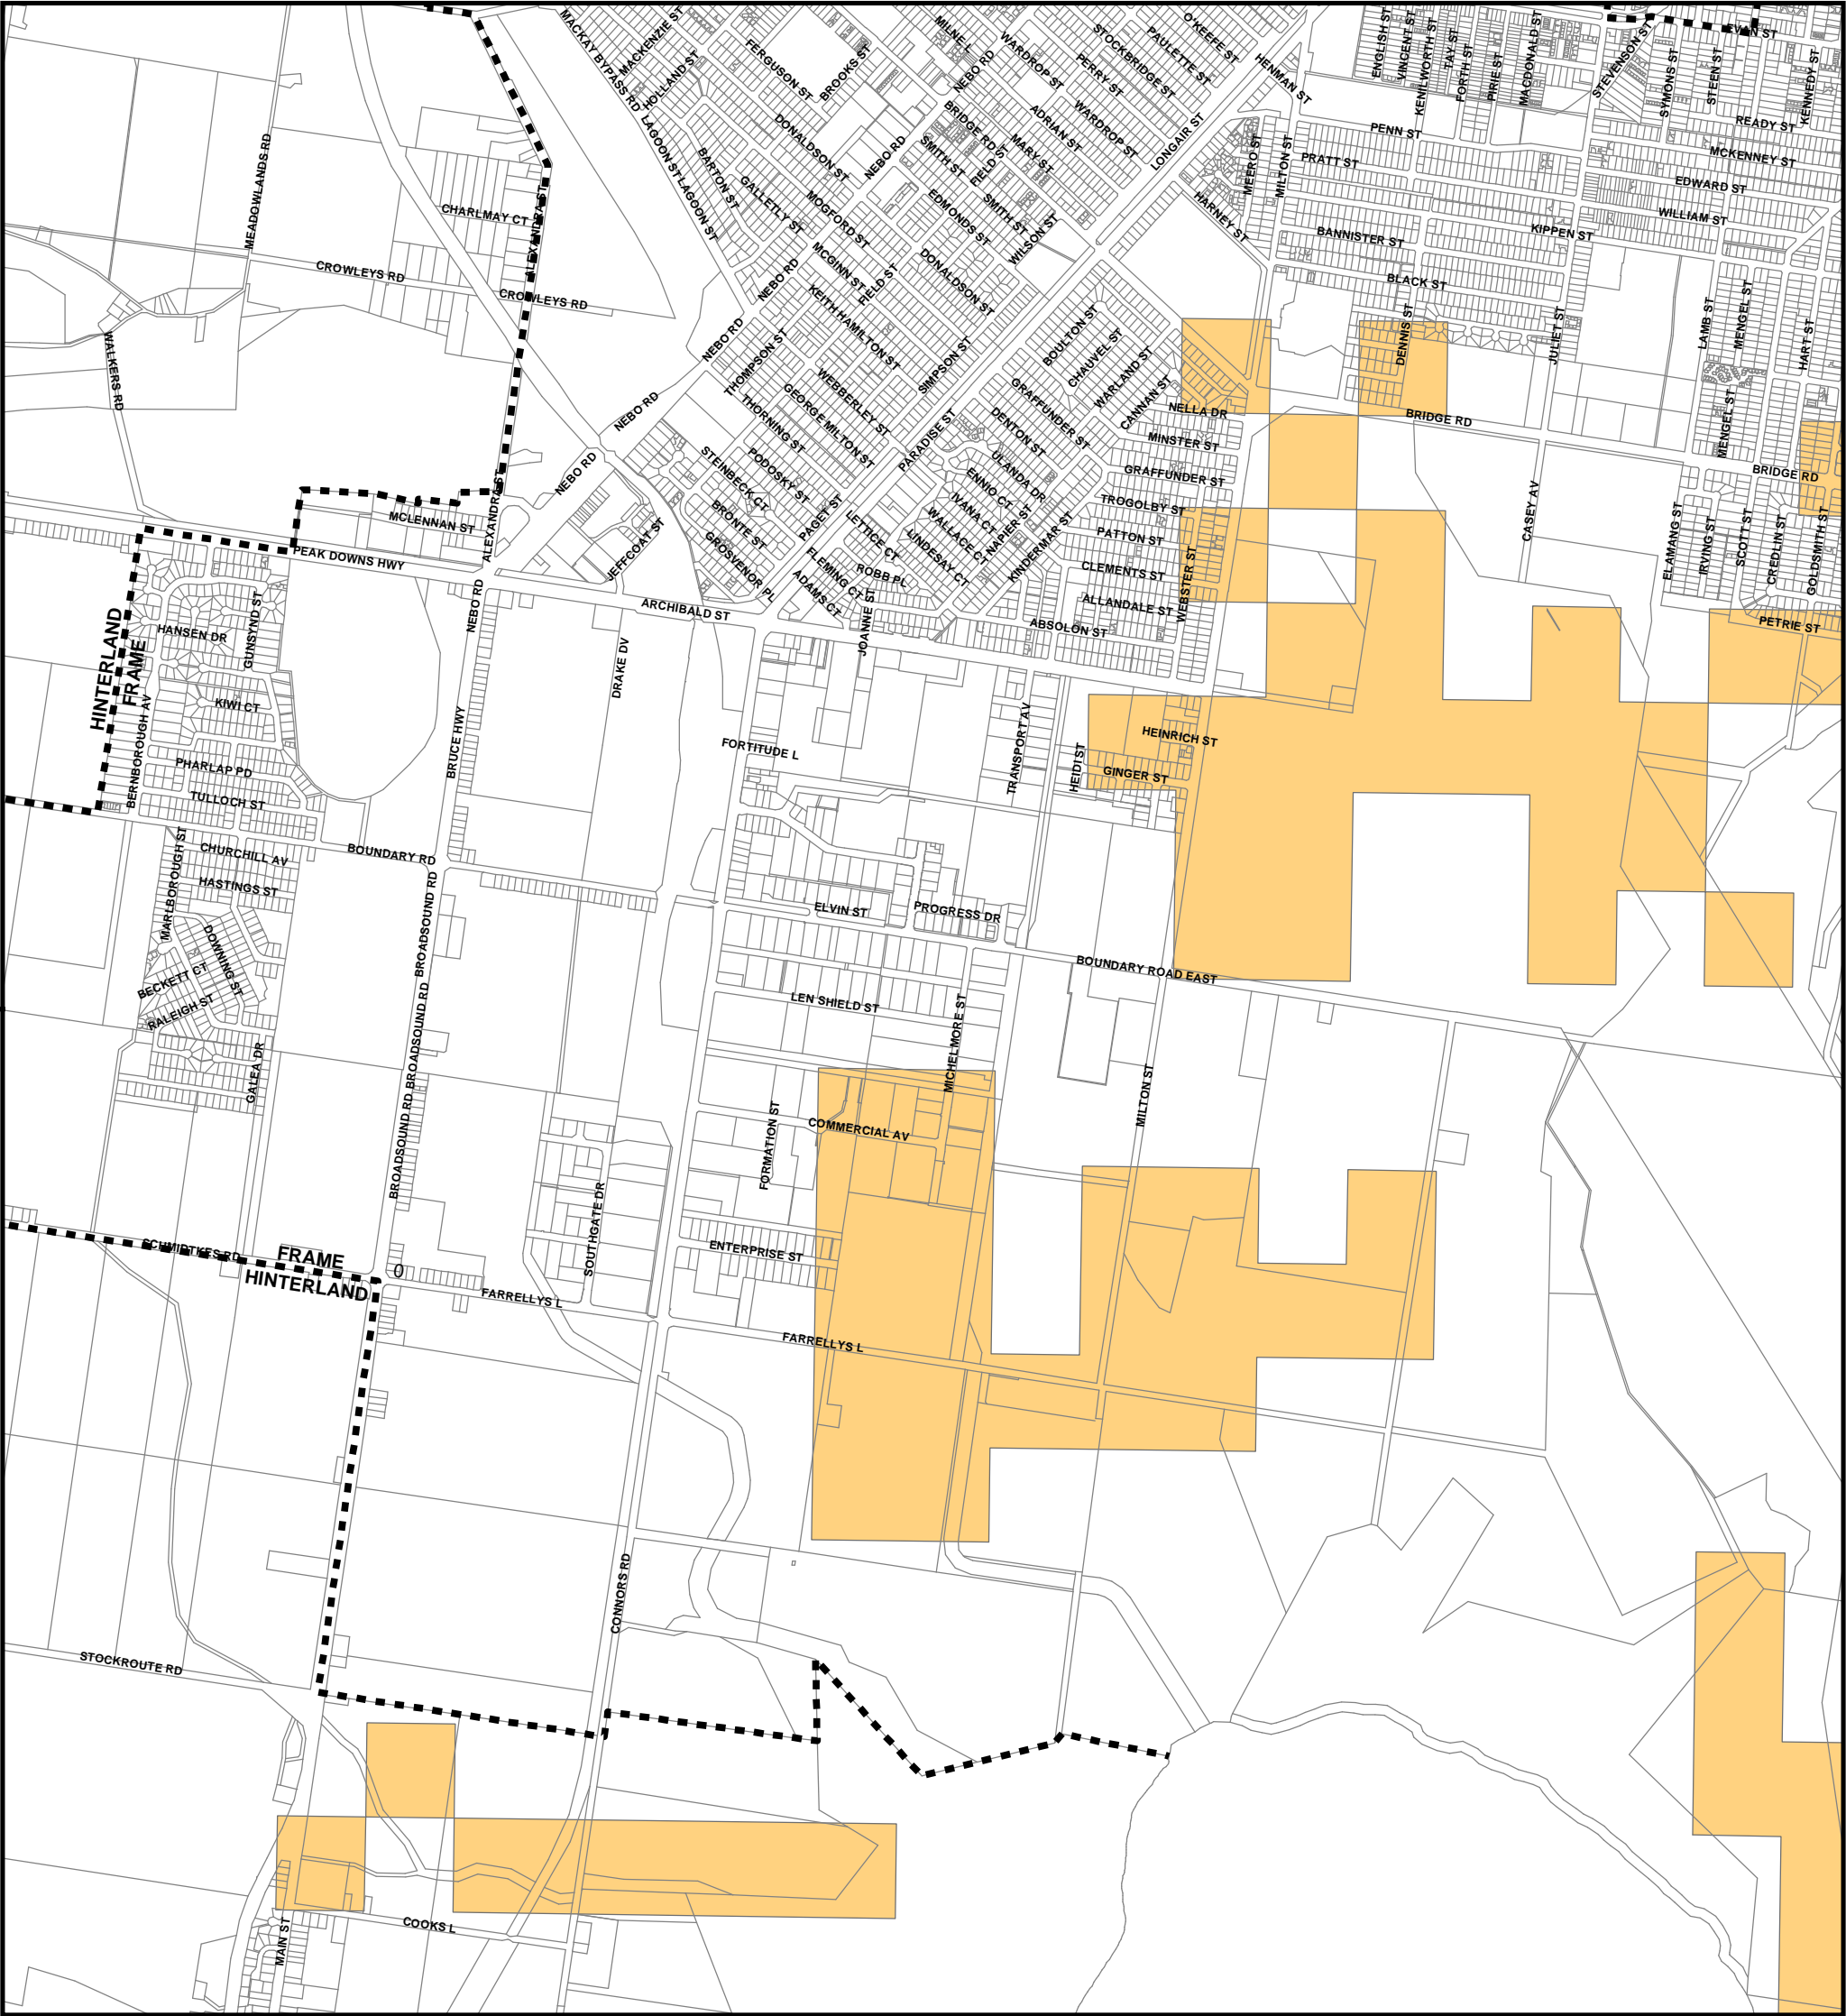 MACKAY BYPASS RD
MACKENZIE ST
HOLLAND ST
FERGUSON ST
BROOKS ST
MILNE L
NEBO RD
WARDROP ST
PERRY ST
STOCKBRIDGE ST
PAULETTE ST
O'KEEFE ST
HENMAN ST
ENGLISH ST
VINCENT ST
KENILWORTH ST
TAY ST
FORTH ST
PIRIE ST
MACDONALD ST
STEVENSON ST
SYMONS ST
STEEN ST
EVAN ST
KENNEDY ST
READY ST
MCKENNEY ST
EDWARD ST
WILLIAM ST
KIPPEN ST
PENN ST
PRATT ST
MEERO ST
MILTON ST
BANNISTER ST
BLACK ST
HARNEY ST
LONGAIR ST
WARDROP ST
ADRIAN ST
MARY ST
BRIDGE RD
SMITH ST
FIELD ST
NEBO RD
DONALDSON ST
LAGOON ST
LAGOON ST
BARTON ST
GALLETLY ST
MOGFORD ST
EDMONDS ST
SMITH ST
WILSON ST
MEADOWLANDS RD
CHARLMAY CT
ALEXANDRA ST
CROWLEYS RD
CROWLEYS RD
NEBO RD
MCGINN ST
FIELD ST
DONALDSON ST
KEITH HAMILTON ST
WALKERS RD
NEBO RD
THOMPSON ST
WEBBERLEY ST
SIMPSON ST
BOULTON ST
CHAUVEL ST
WARLAND ST
CANNAN ST
DENNIS ST
JULIET ST
LAMB ST
MENGEL ST
HART ST
NEBO RD
THORNING ST
GEORGE MILTON ST
GRAFFUNDER ST
DENTON ST
PARADISE ST
NELLA DR
MINSTER ST
GRAFFUNDER ST
BRIDGE RD
MENGEL ST
BRIDGE RD
NEBO RD
STEINBECK CT
PODOSKY ST
ULANDA DR
ENNIO CT
IVANA CT
WALLACE CT
NAPIER ST
TROGOLBY ST
PATTON ST
CASEY AV
ELAMANG ST
IRVING ST
SCOTT ST
CREDLIN ST
GOLDSMITH ST
MCLENNAN ST
ALEXANDRA ST
BRONTE ST
PAGET ST
LETTICE CT
LINDESAY CT
KINDERMAR ST
CLEMENTS ST
WEBSTER ST
PEAK DOWNS HWY
JEFFCOAT ST
GROSVENOR PL
FLEMING CT
ROBB PL
ADAMS CT
ALLANDALE ST
PETRIE ST
HINTERLAND
FRAME
HANSEN DR
GUNSYND ST
NEBO RD
ARCHIBALD ST
JOANNE ST
ABSOLON ST
DRAKE DV
KIWI CT
BERNBOROUGH AV
BRUCE HWY
FORTITUDE L
TRANSPORT AV
HEIDI ST
HEINRICH ST
GINGER ST
PHARLAP PD
TULLOCH ST
MARLBOROUGH ST
CHURCHILL AV
BOUNDARY RD
HASTINGS ST
BROADSOUND RD
ELVIN ST
PROGRESS DR
DOWNING ST
BECKETT CT
RALEIGH ST
BROADSOUND RD
LEN SHIELD ST
BOUNDARY ROAD EAST
GALEA DR
BROADSOUND RD
MICHELMORE ST
MILTON ST
FORMATION ST
COMMERCIAL AV
BROADSOUND RD
SOUTHGATE DR
ENTERPRISE ST
SCHMIDTKES RD
FRAME
HINTERLAND
0
FARRELLYS L
FARRELLYS L
CONNORS RD
STOCKROUTE RD
COOKS L
MAIN ST